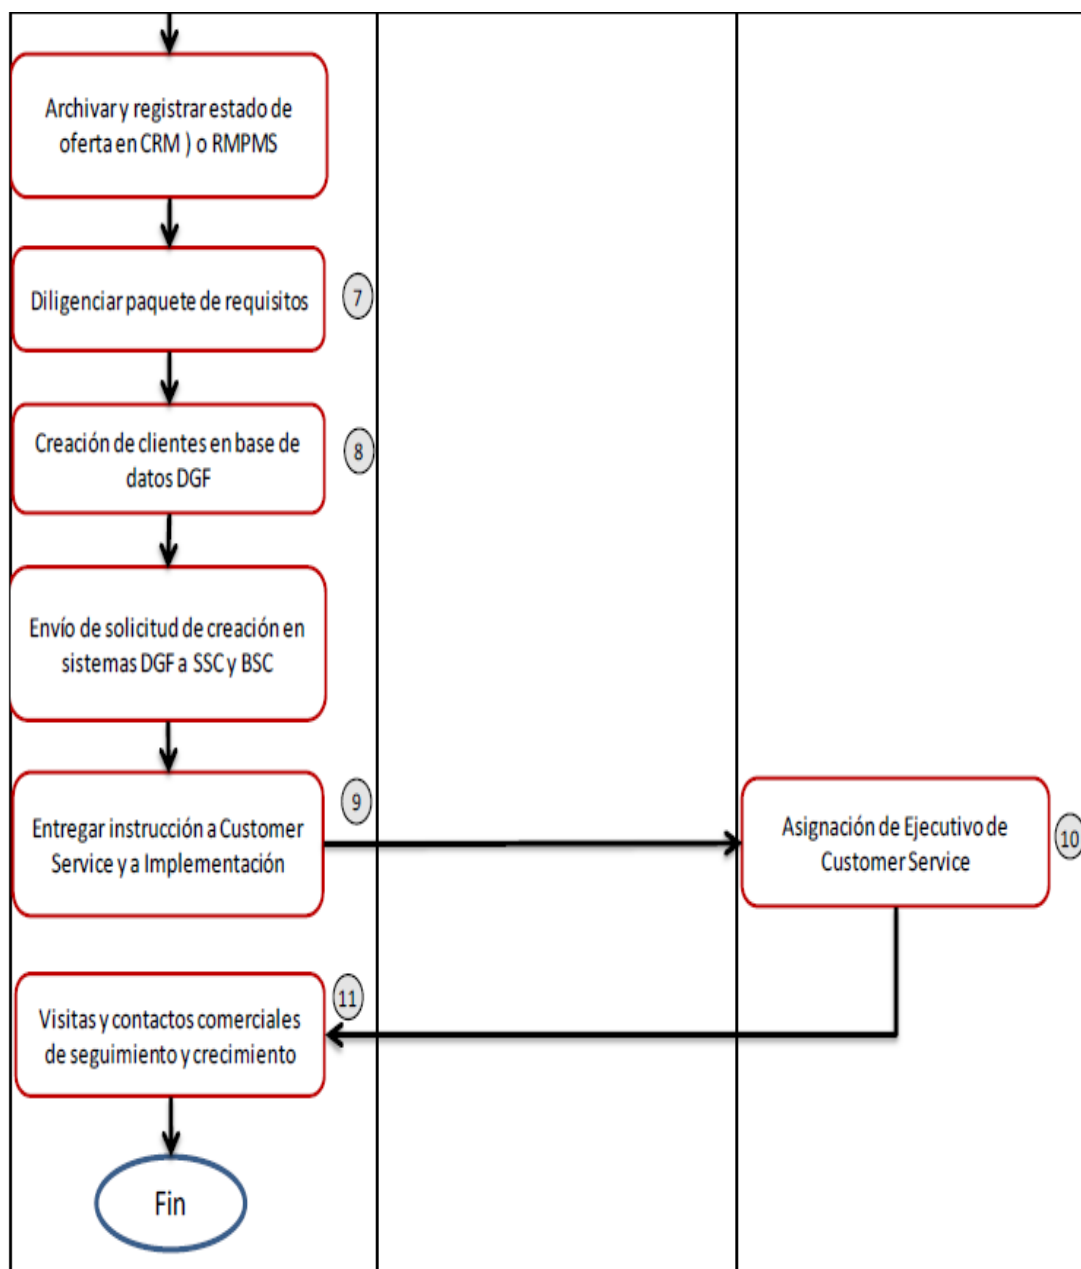 Archivar y registrar estado de
oferta en CRM ) o RMPMS
Diligenciar paquete de requisitos
7
Creación de clientes en base de
datos DGF
8
Envío de solicitud de creación en
sistemas DGF a SSC y BSC
Entregar instrucción a Customer
Service y a Implementación
9
Asignación de Ejecutivo de
Customer Service
10
Visitas y contactos comerciales
de seguimiento y crecimiento
11
Fin